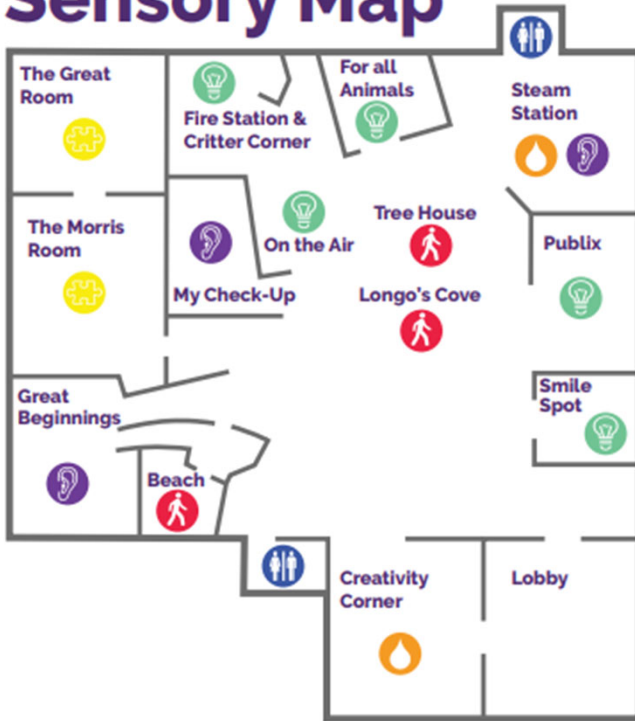 Sensory Map
The Great
Room
Fire Station &
Critter Corner
For all
Animals
Steam
Station
The Morris
Room
My Check-Up
On the Air
Tree House
Longo's Cove
Publix
Smile
Spot
Great
Beginnings
Beach
Creativity
Corner
Lobby